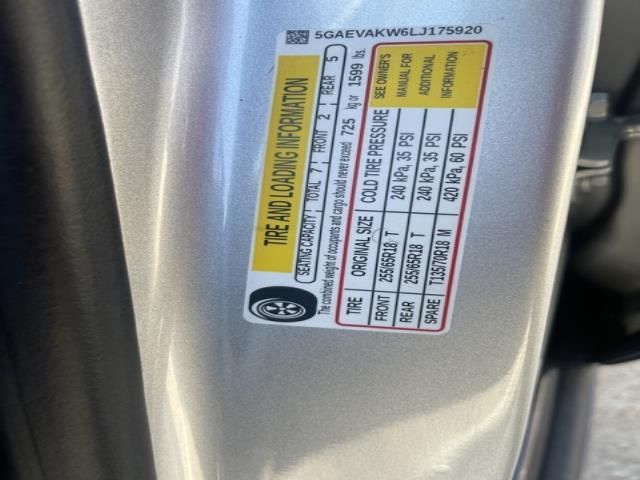 5GAEVAKW6LJ175920
TIRE AND LOADING INFORMATION
SEATING CAPACITY | TOTAL 7 | FRONT 2 | REAR 5
The combined weight of occupants and cargo should never exceed 725 kg or 1599 lbs.
TIRE ORIGINAL SIZE COLD TIRE PRESSURE SEE OWNER'S
FRONT 255/65R18 T 240 kPa, 35 PSI MANUAL FOR
REAR 255/65R18 T 240 kPa, 35 PSI ADDITIONAL
SPARE T135/70R18 M 420 kPa, 60 PSI INFORMATION